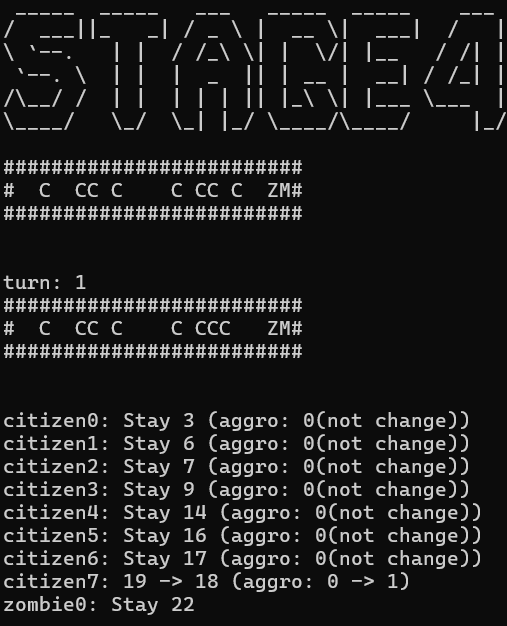 STAGE 4
#########################
#  C  CC C    C CC C  ZM#
#########################
turn: 1
#########################
#  C  CC C    C CCC   ZM#
#########################
citizen0: Stay 3 (aggro: 0(not change))
citizen1: Stay 6 (aggro: 0(not change))
citizen2: Stay 7 (aggro: 0(not change))
citizen3: Stay 9 (aggro: 0(not change))
citizen4: Stay 14 (aggro: 0(not change))
citizen5: Stay 16 (aggro: 0(not change))
citizen6: Stay 17 (aggro: 0(not change))
citizen7: 19 -> 18 (aggro: 0 -> 1)
zombie0: Stay 22